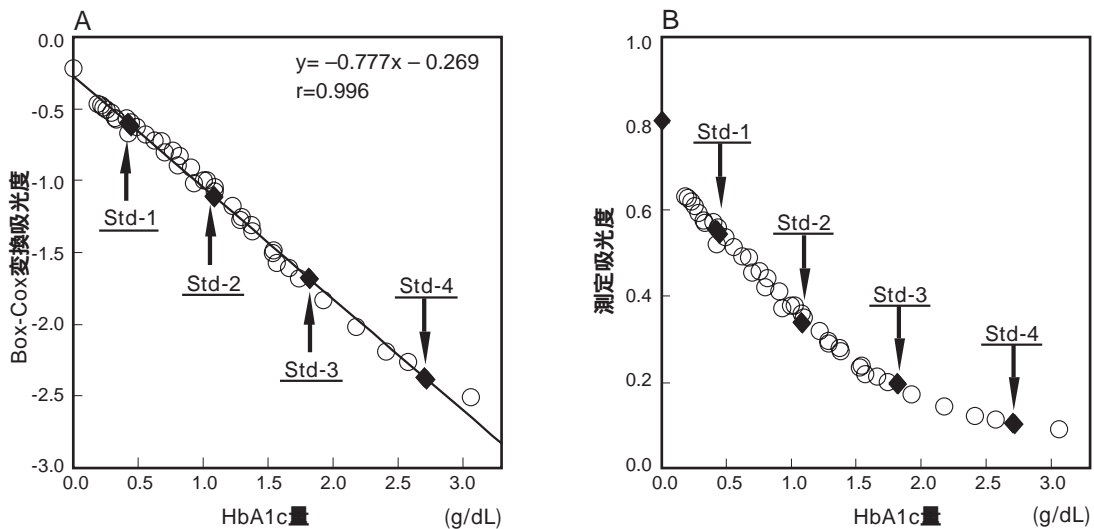 A
0.0
-0.5
-1.0
-1.5
-2.0
-2.5
-3.0
Box-Cox変換吸光度
y= –0.777x – 0.269
r=0.996
Std-1
Std-2
Std-3
Std-4
0.0 0.5 1.0 1.5 2.0 2.5 3.0
HbA1c量 (g/dL)
B
1.0
0.8
0.6
0.4
0.2
0.0
測定吸光度
Std-1
Std-2
Std-3
Std-4
0.0 0.5 1.0 1.5 2.0 2.5 3.0
HbA1c量 (g/dL)